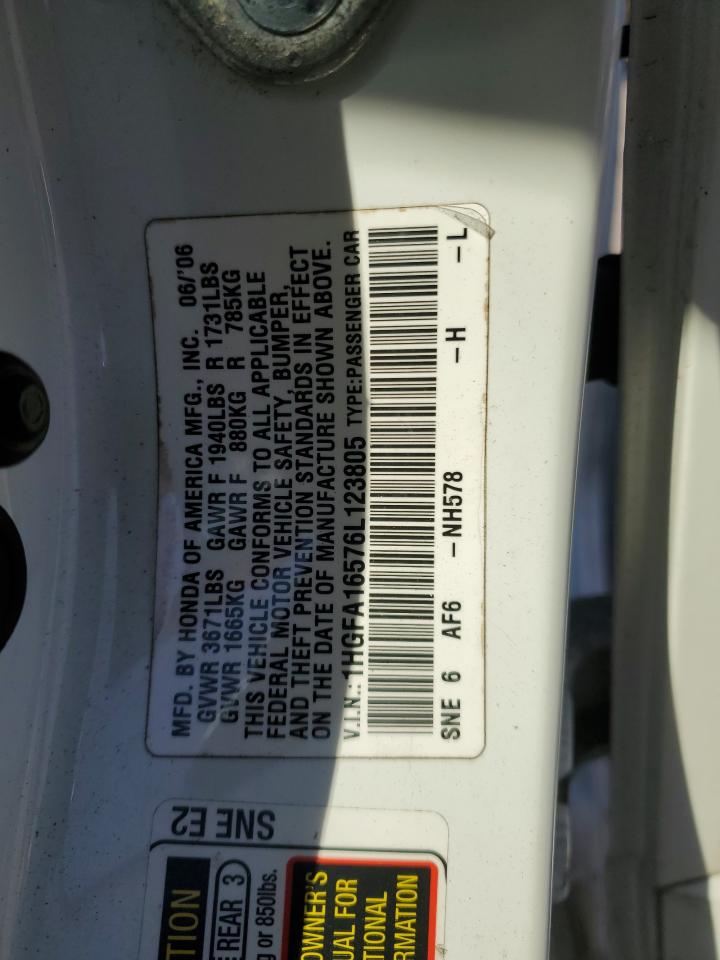 MFD. BY HONDA OF AMERICA MFG., INC. 06/'06
GVWR 3671LBS GAWR F 1940LBS R 1731LBS
GVWR 1665KG GAWR F 880KG R 785KG
THIS VEHICLE CONFORMS TO ALL APPLICABLE
FEDERAL MOTOR VEHICLE SAFETY, BUMPER,
AND THEFT PREVENTION STANDARDS IN EFFECT
ON THE DATE OF MANUFACTURE SHOWN ABOVE.
V.I.N.: 1HGFA16576L123805 TYPE:PASSENGER CAR
SNE 6 AF6 -NH578 -H -L
SNE E2
TION
REAR 3
g or 850lbs.
OWNER'S
UAL FOR
TIONAL
RMATION